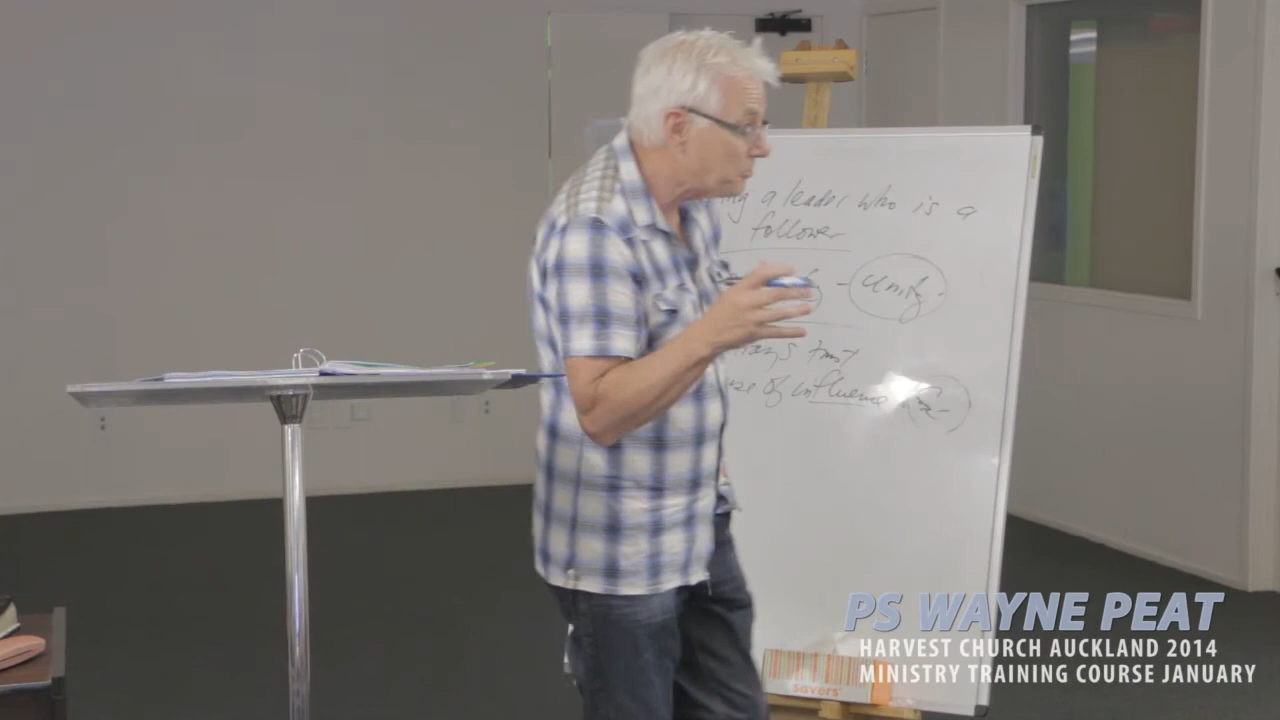 a leader who is a
follower
- Unity -
trust
of influence
savers
PS WAYNE PEAT
HARVEST CHURCH AUCKLAND 2014
MINISTRY TRAINING COURSE JANUARY